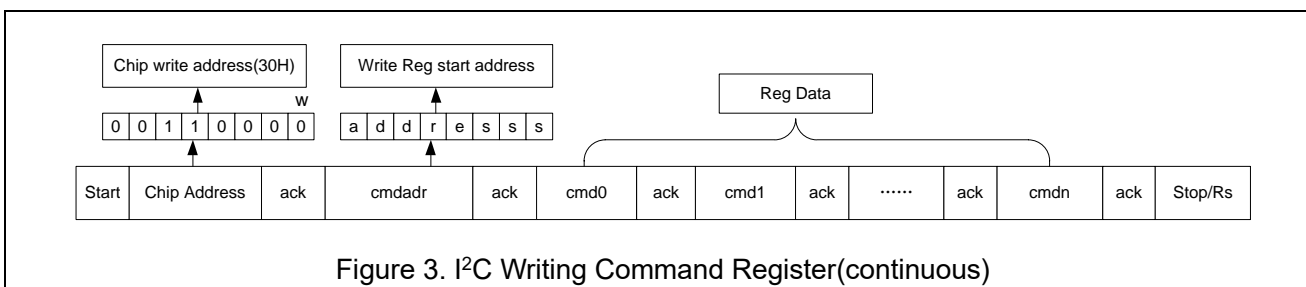 Chip write address(30H)
Write Reg start address
Reg Data
w
0 0 1 1 0 0 0 0
a d d r e s s s
Start Chip Address ack cmdadr ack cmd0 ack cmd1 ack ...... ack cmdn ack Stop/Rs
Figure 3. I²C Writing Command Register(continuous)